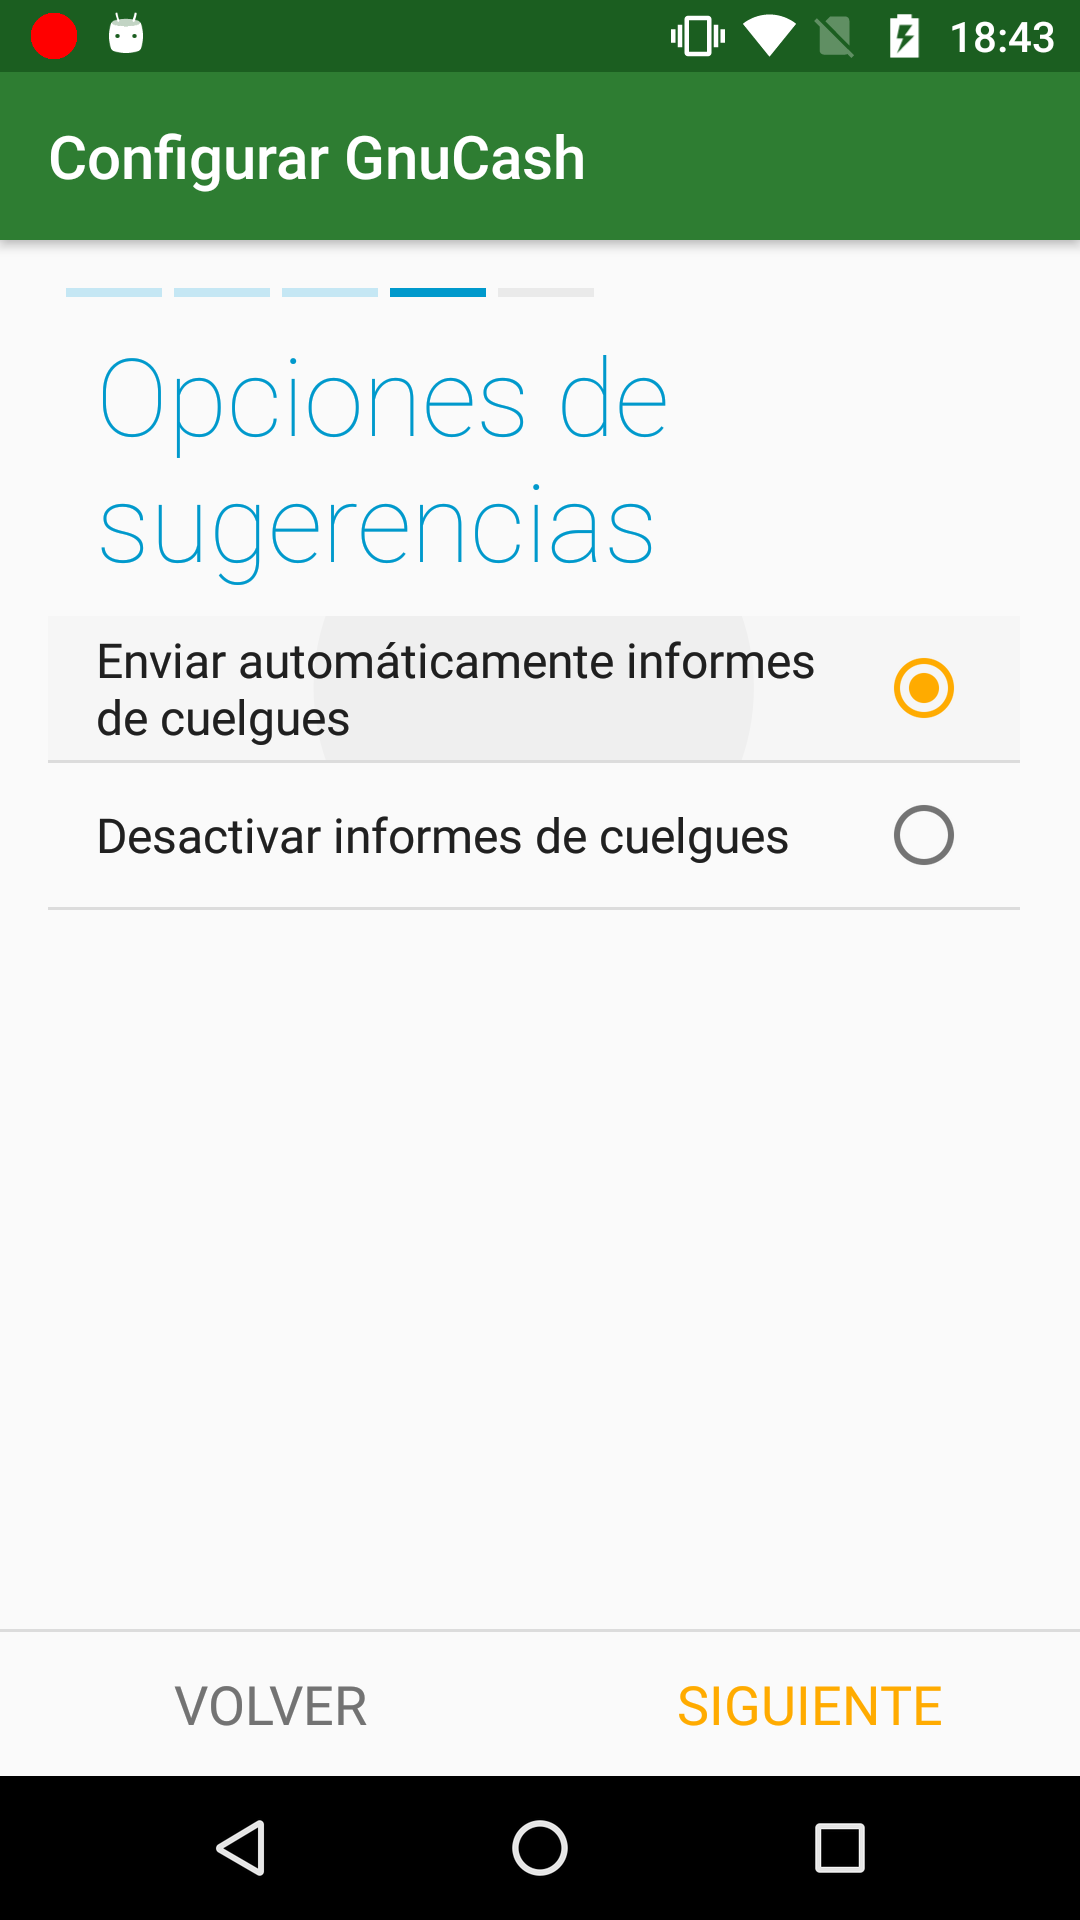 18:43
Configurar GnuCash
Opciones de
sugerencias
Enviar automáticamente informes
de cuelgues
Desactivar informes de cuelgues
VOLVER
SIGUIENTE